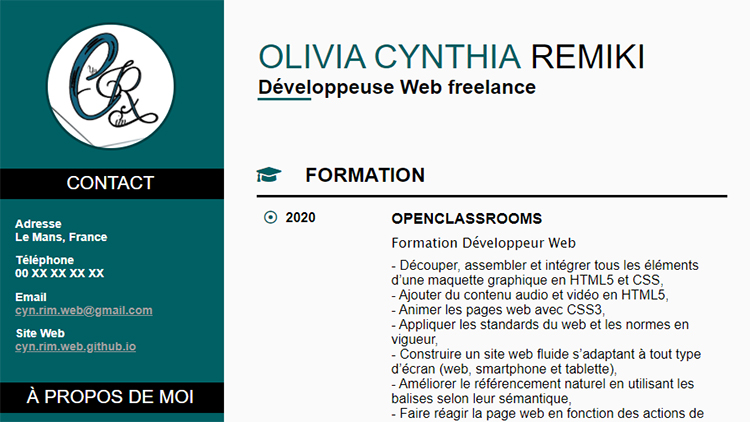 CONTACT
Adresse
Le Mans, France
Téléphone
00 XX XX XX XX
Email
cyn.rim.web@gmail.com
Site Web
cyn.rim.web.github.io
À PROPOS DE MOI
OLIVIA CYNTHIA REMIKI
Développeuse Web freelance
FORMATION
2020
OPENCLASSROOMS
Formation Développeur Web
- Découper, assembler et intégrer tous les éléments
d’une maquette graphique en HTML5 et CSS,
- Ajouter du contenu audio et vidéo en HTML5,
- Animer les pages web avec CSS3,
- Appliquer les standards du web et les normes en
vigueur,
- Construire un site web fluide s’adaptant à tout type
d’écran (web, smartphone et tablette),
- Améliorer le référencement naturel en utilisant les
balises selon leur sémantique,
- Faire réagir la page web en fonction des actions de